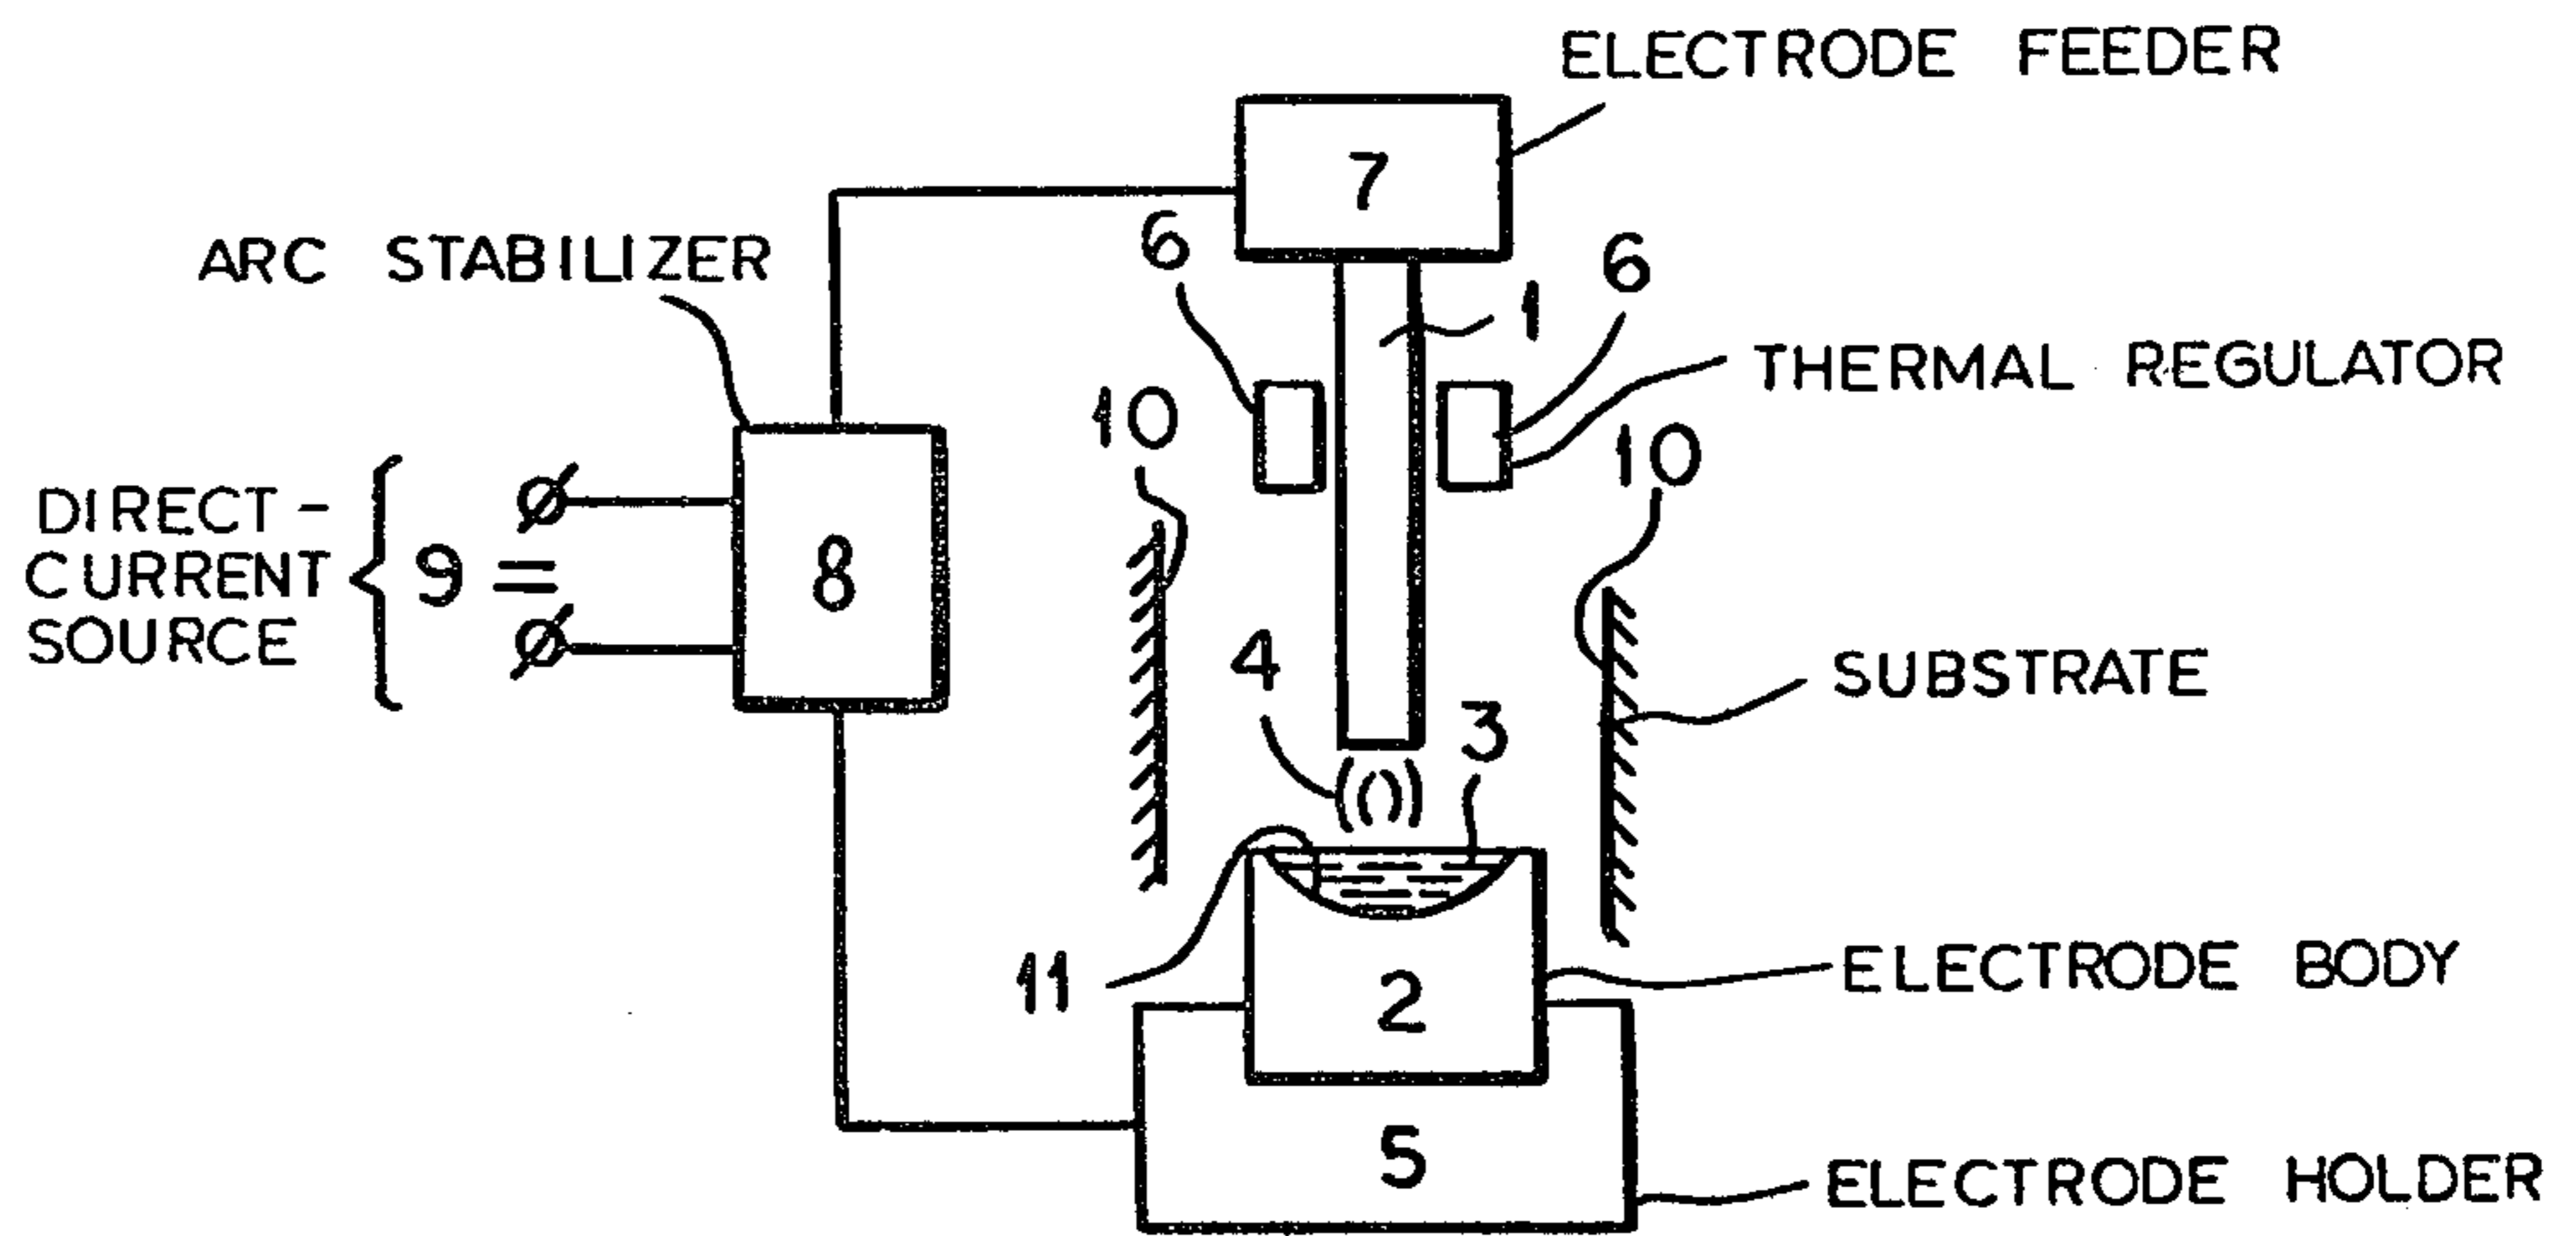 ELECTRODE FEEDER
7
6
ARC STABILIZER
6
1
THERMAL REGULATOR
10
10
DIRECT-
CURRENT
SOURCE
9 =
8
4
SUBSTRATE
3
11
2
ELECTRODE BODY
5
ELECTRODE HOLDER